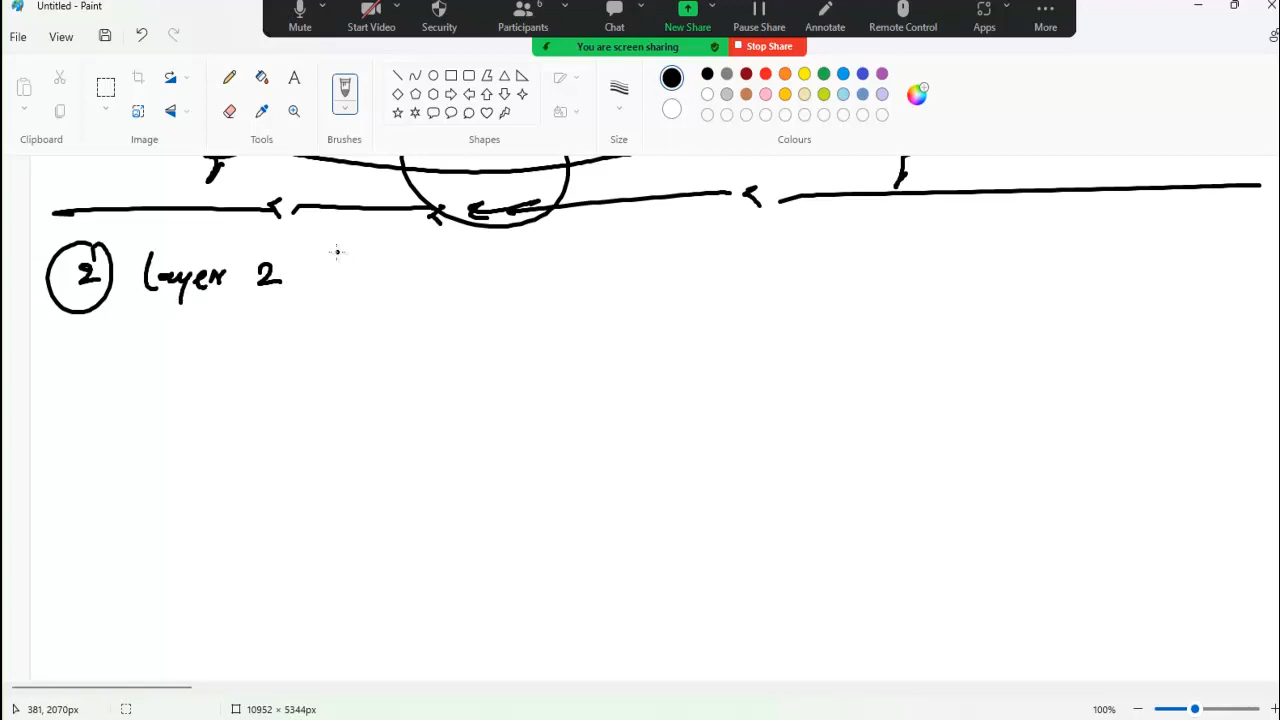 Untitled - Paint
Mute Start Video Security Participants 6 Chat New Share Pause Share Annotate Remote Control Apps More
You are screen sharing Stop Share
File View
Clipboard Image Tools Brushes Shapes Size Colours
2 Layer 2
381, 2070px 10952 × 5344px 100%